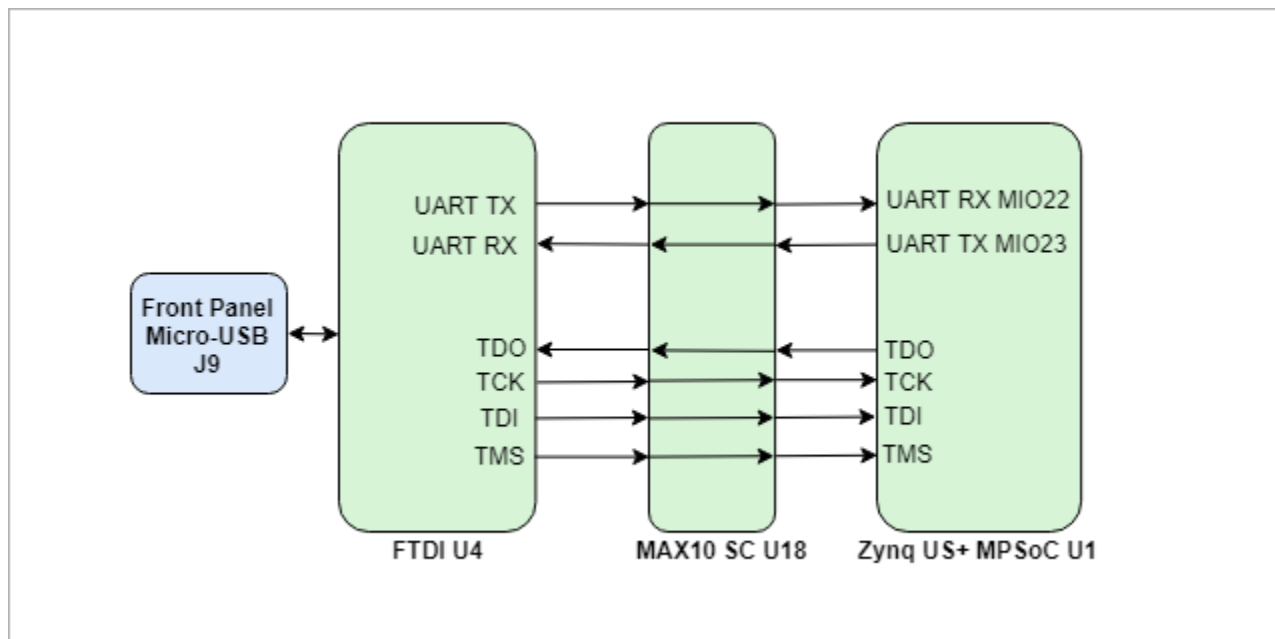 UART TX
UART RX MIO22
UART RX
UART TX MIO23
Front Panel
Micro-USB
J9
TDO
TDO
TCK
TCK
TDI
TDI
TMS
TMS
FTDI U4
MAX10 SC U18
Zynq US+ MPSoC U1